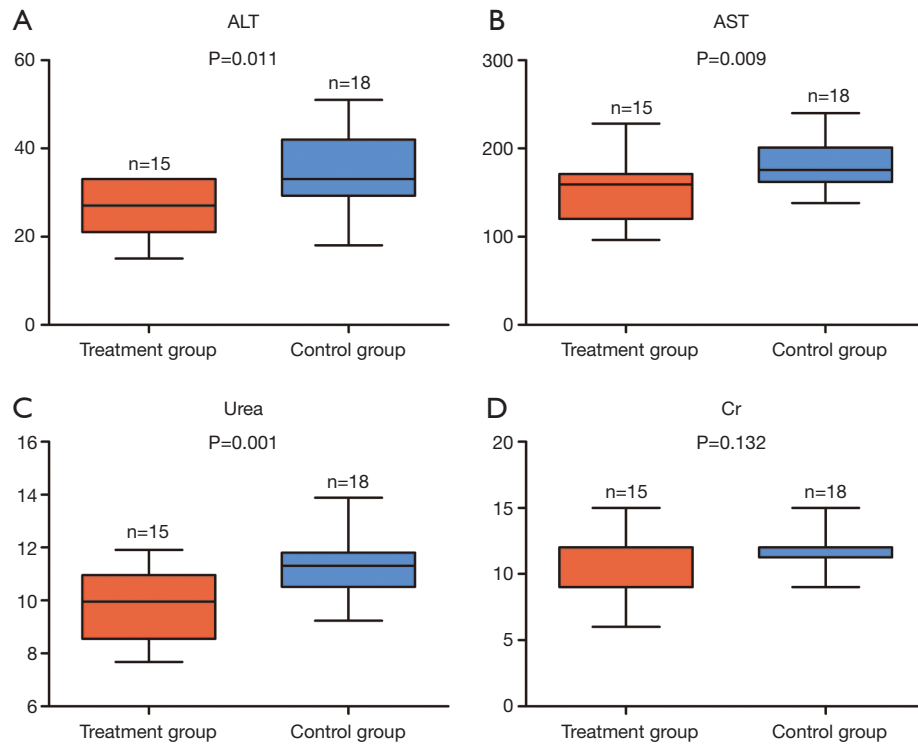 A
ALT
P=0.011
60
40
20
0
n=15
n=18
Treatment group
Control group
B
AST
P=0.009
300
200
100
0
n=15
n=18
Treatment group
Control group
C
Urea
P=0.001
16
14
12
10
8
6
n=15
n=18
Treatment group
Control group
D
Cr
P=0.132
20
15
10
5
0
n=15
n=18
Treatment group
Control group